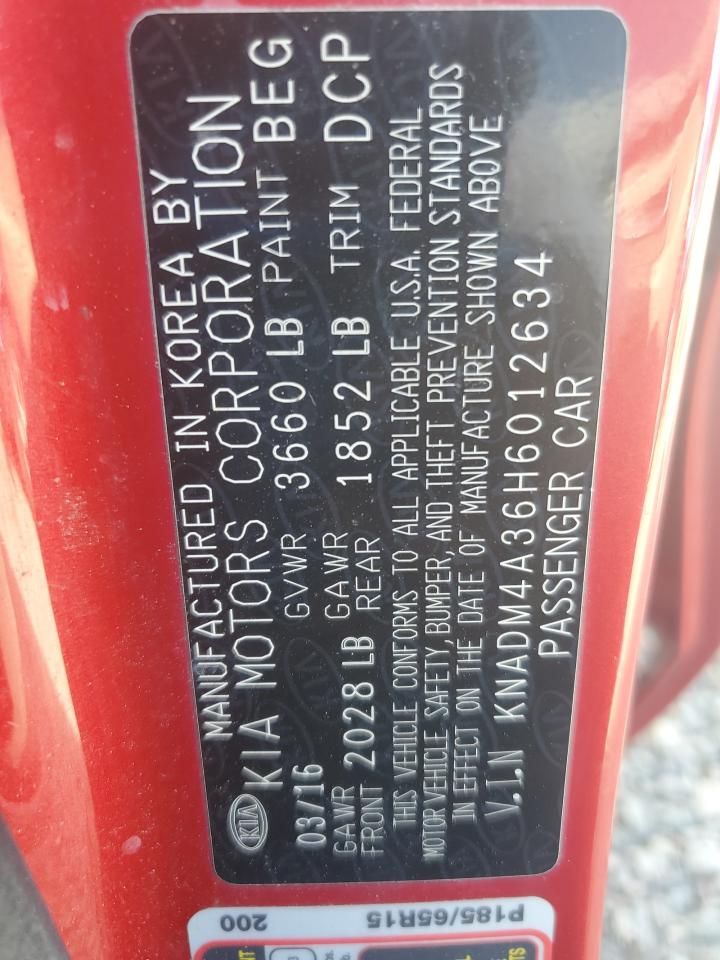 MANUFACTURED IN KOREA BY
KIA KIA MOTORS CORPORATION
03/16 GVWR 3660 LB PAINT BEG
GAWR FRONT 2028 LB GAWR REAR 1852 LB TRIM DCP
THIS VEHICLE CONFORMS TO ALL APPLICABLE U.S.A. FEDERAL
MOTOR VEHICLE SAFETY, BUMPER, AND THEFT PREVENTION STANDARDS
IN EFFECT ON THE DATE OF MANUFACTURE SHOWN ABOVE
V.I.N KNADM4A36H6012634
PASSENGER CAR
P185/65R15 200